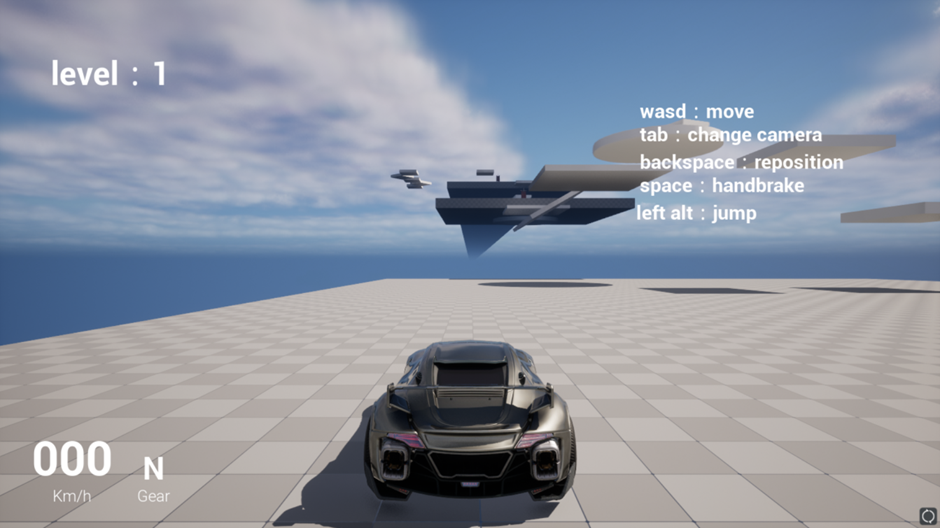 level : 1
wasd : move
tab : change camera
backspace : reposition
space : handbrake
left alt : jump
000 N
Km/h Gear